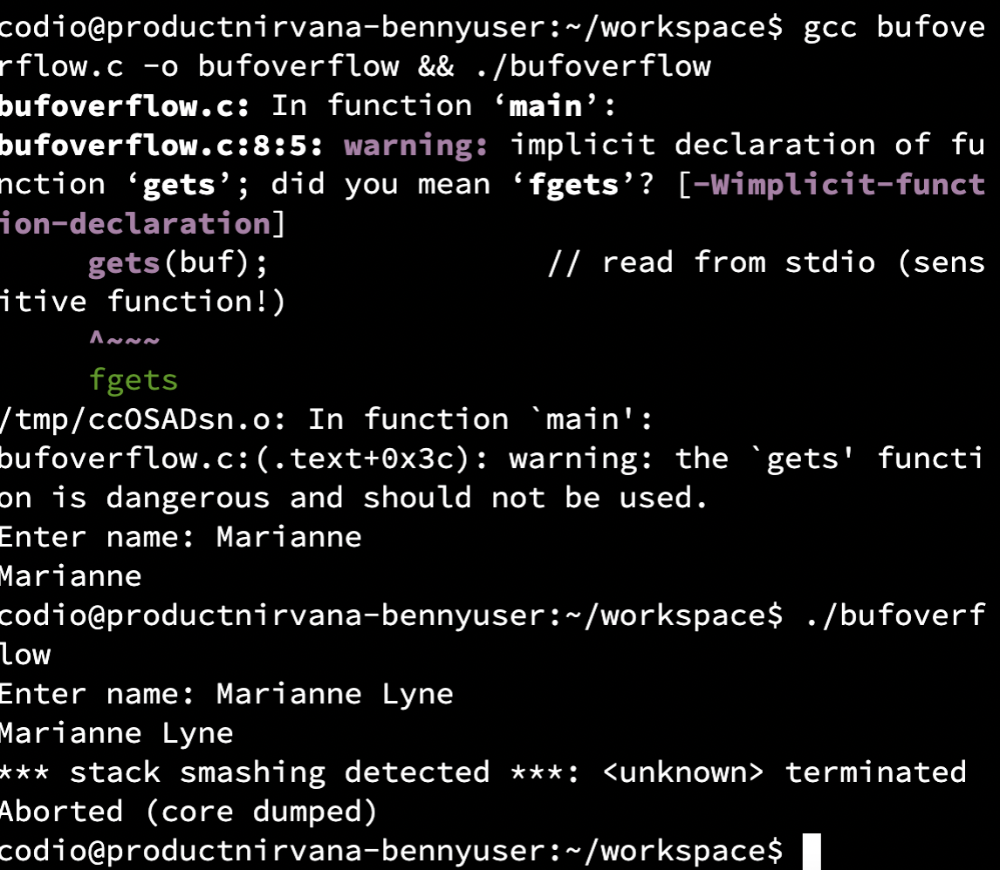 codio@productnirvana-bennyuser:~/workspace$ gcc bufove
rflow.c -o bufoverflow && ./bufoverflow
bufoverflow.c: In function ‘main’:
bufoverflow.c:8:5: warning: implicit declaration of fu
nction ‘gets’; did you mean ‘fgets’? [-Wimplicit-funct
ion-declaration]
     gets(buf);               // read from stdio (sens
itive function!)
     ^~~~
     fgets
/tmp/ccOSADsn.o: In function `main':
bufoverflow.c:(.text+0x3c): warning: the `gets' functi
on is dangerous and should not be used.
Enter name: Marianne
Marianne
codio@productnirvana-bennyuser:~/workspace$ ./bufoverf
low
Enter name: Marianne Lyne
Marianne Lyne
*** stack smashing detected ***: <unknown> terminated
Aborted (core dumped)
codio@productnirvana-bennyuser:~/workspace$